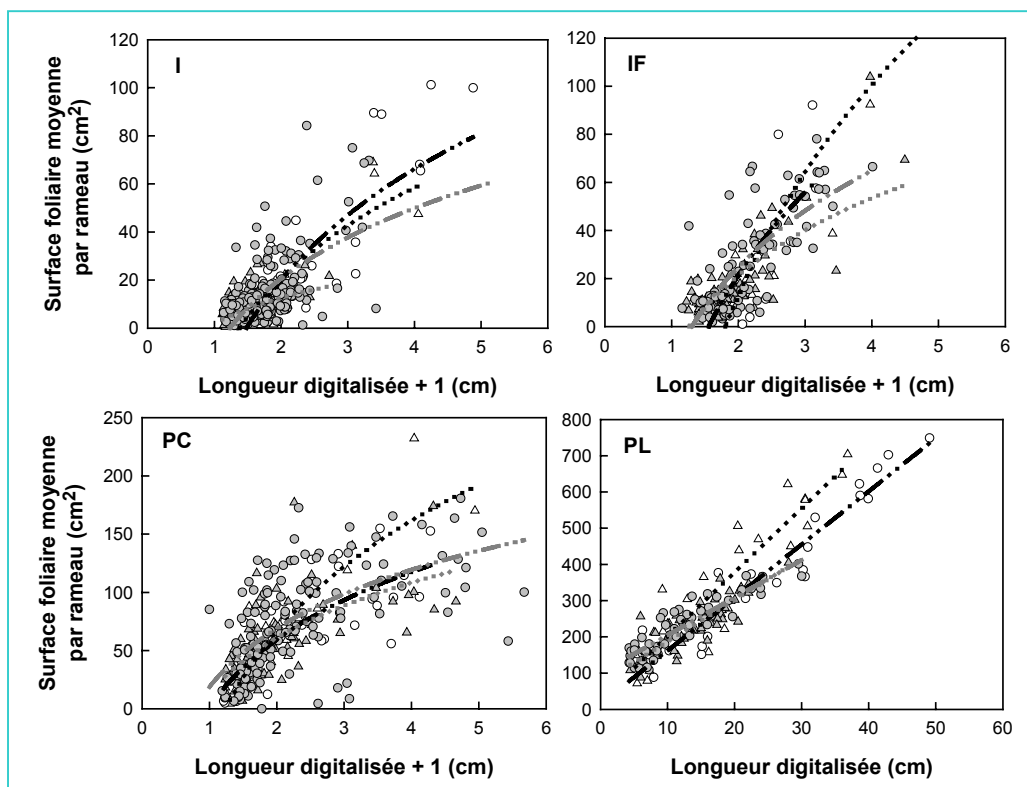 I
IF
Surface foliaire moyenne
par rameau (cm²)
120
100
80
60
40
20
0
0 1 2 3 4 5 6
120
100
80
60
40
20
0
0 1 2 3 4 5 6
Longueur digitalisée + 1 (cm)
Longueur digitalisée + 1 (cm)
PC
PL
Surface foliaire moyenne
par rameau (cm²)
250
200
150
100
50
0
0 1 2 3 4 5 6
800
700
600
500
400
300
200
100
0
0 10 20 30 40 50 60
Longueur digitalisée + 1 (cm)
Longueur digitalisée (cm)